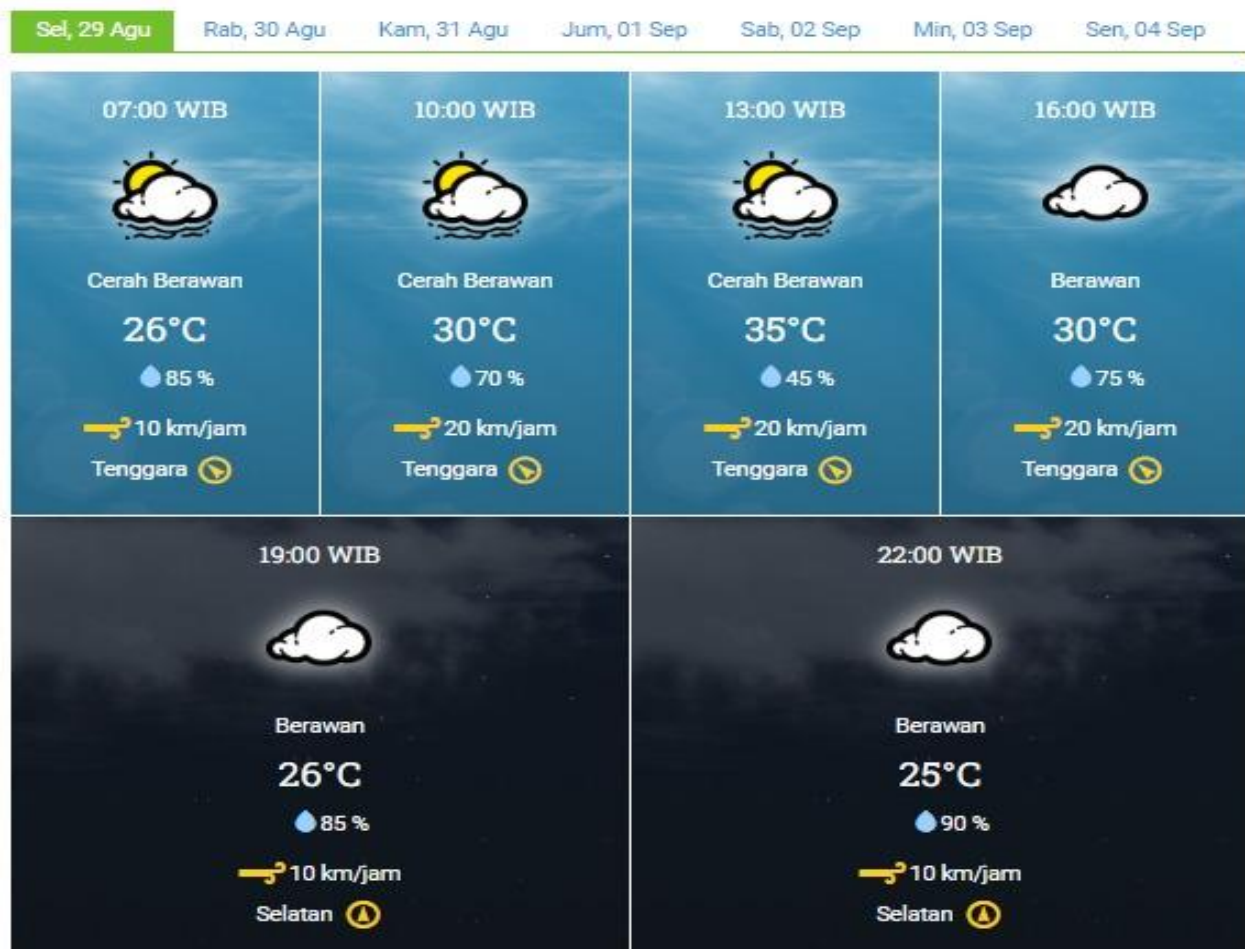 Sel, 29 Agu
Rab, 30 Agu
Kam, 31 Agu
Jum, 01 Sep
Sab, 02 Sep
Min, 03 Sep
Sen, 04 Sep
07:00 WIB
Cerah Berawan
26°C
85 %
10 km/jam
Tenggara
10:00 WIB
Cerah Berawan
30°C
70 %
20 km/jam
Tenggara
13:00 WIB
Cerah Berawan
35°C
45 %
20 km/jam
Tenggara
16:00 WIB
Berawan
30°C
75 %
20 km/jam
Tenggara
19:00 WIB
Berawan
26°C
85 %
10 km/jam
Selatan
22:00 WIB
Berawan
25°C
90 %
10 km/jam
Selatan